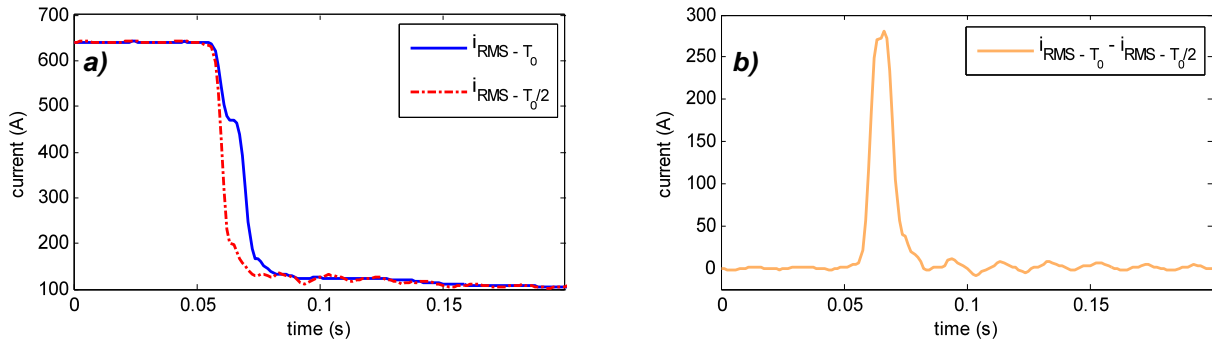 a)
i_RMS - T_0
i_RMS - T_0/2
current (A)
700
600
500
400
300
200
100
0
0.05
0.1
0.15
time (s)
b)
i_RMS - T_0 - i_RMS - T_0/2
current (A)
300
250
200
150
100
50
0
0
0.05
0.1
0.15
time (s)